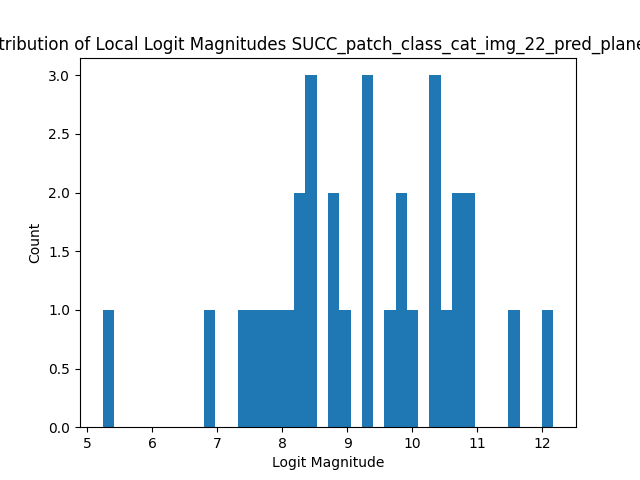 tribution of Local Logit Magnitudes SUCC_patch_class_cat_img_22_pred_plane
3.0
2.5
2.0
1.5
1.0
0.5
0.0
Count
5 6 7 8 9 10 11 12
Logit Magnitude